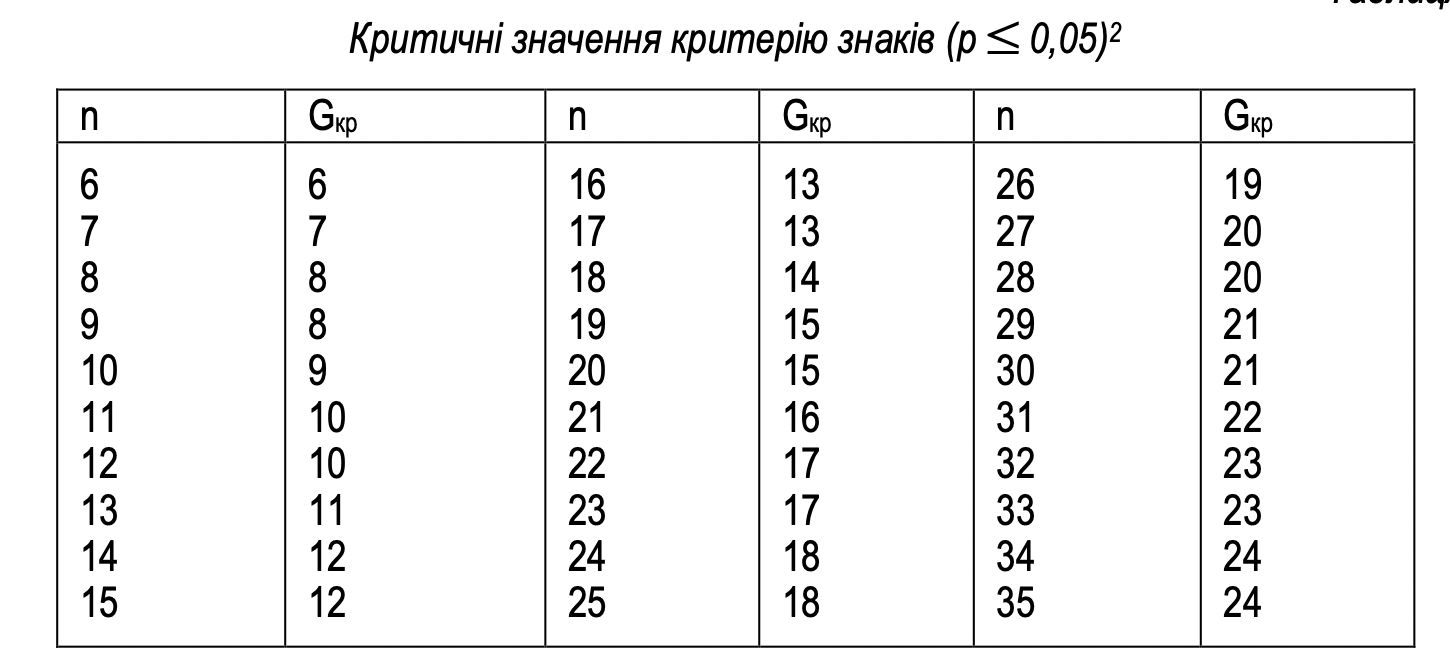 Критичні значення критерію знаків (p ≤ 0,05)²
n Gкр n Gкр n Gкр
6 6 16 13 26 19
7 7 17 13 27 20
8 8 18 14 28 20
9 8 19 15 29 21
10 9 20 15 30 21
11 10 21 16 31 22
12 10 22 17 32 23
13 11 23 17 33 23
14 12 24 18 34 24
15 12 25 18 35 24